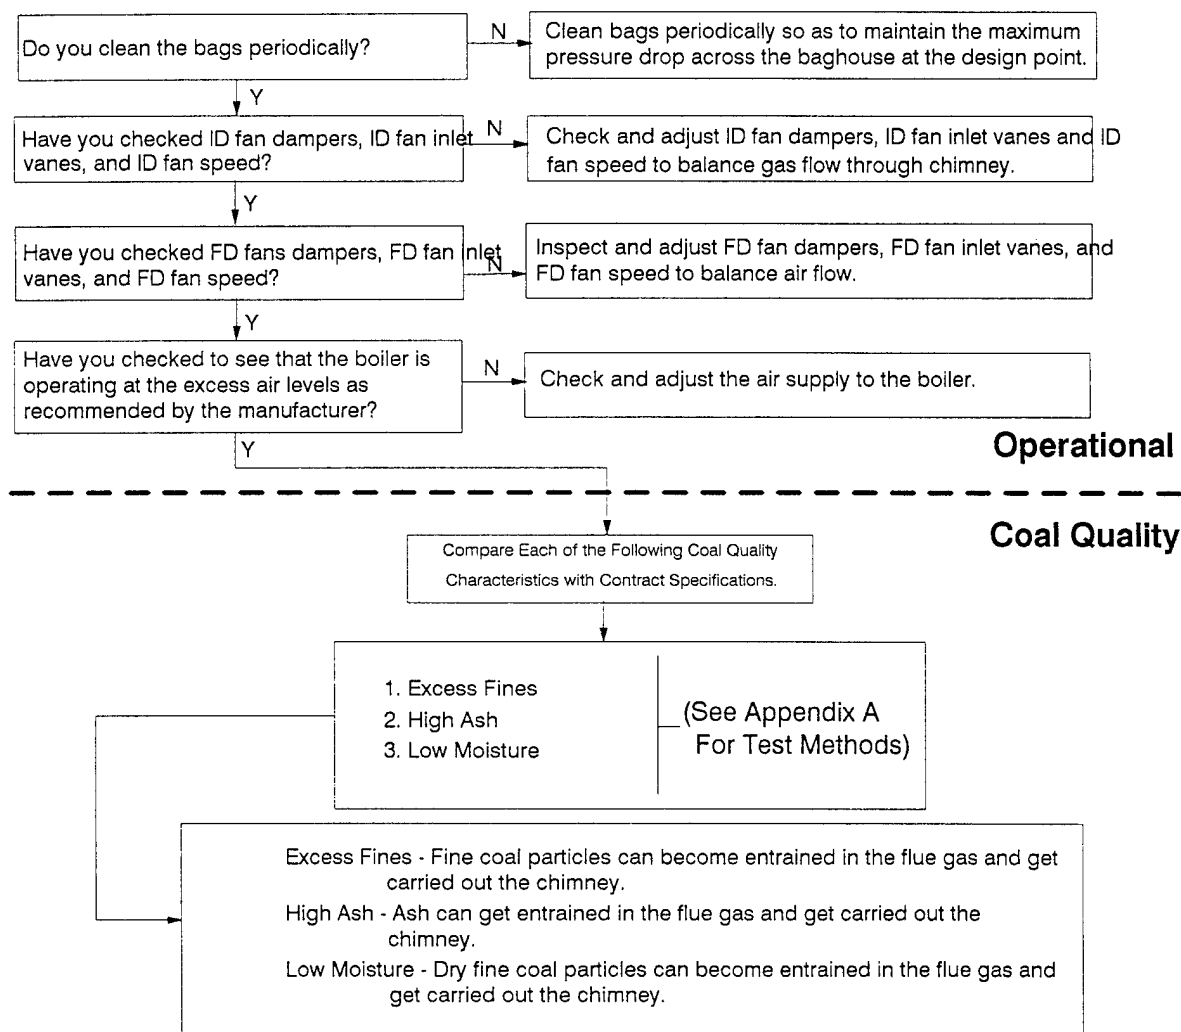 Do you clean the bags periodically?
N
Clean bags periodically so as to maintain the maximum
pressure drop across the baghouse at the design point.
Y
Have you checked ID fan dampers, ID fan inlet
vanes, and ID fan speed?
N
Check and adjust ID fan dampers, ID fan inlet vanes and ID
fan speed to balance gas flow through chimney.
Y
Have you checked FD fans dampers, FD fan inlet
vanes, and FD fan speed?
N
Inspect and adjust FD fan dampers, FD fan inlet vanes, and
FD fan speed to balance air flow.
Y
Have you checked to see that the boiler is
operating at the excess air levels as
recommended by the manufacturer?
N
Check and adjust the air supply to the boiler.
Y
Operational
Coal Quality
Compare Each of the Following Coal Quality
Characteristics with Contract Specifications.
1. Excess Fines
2. High Ash
3. Low Moisture
(See Appendix A
For Test Methods)
Excess Fines - Fine coal particles can become entrained in the flue gas and get
carried out the chimney.
High Ash - Ash can get entrained in the flue gas and get carried out the
chimney.
Low Moisture - Dry fine coal particles can become entrained in the flue gas and
get carried out the chimney.